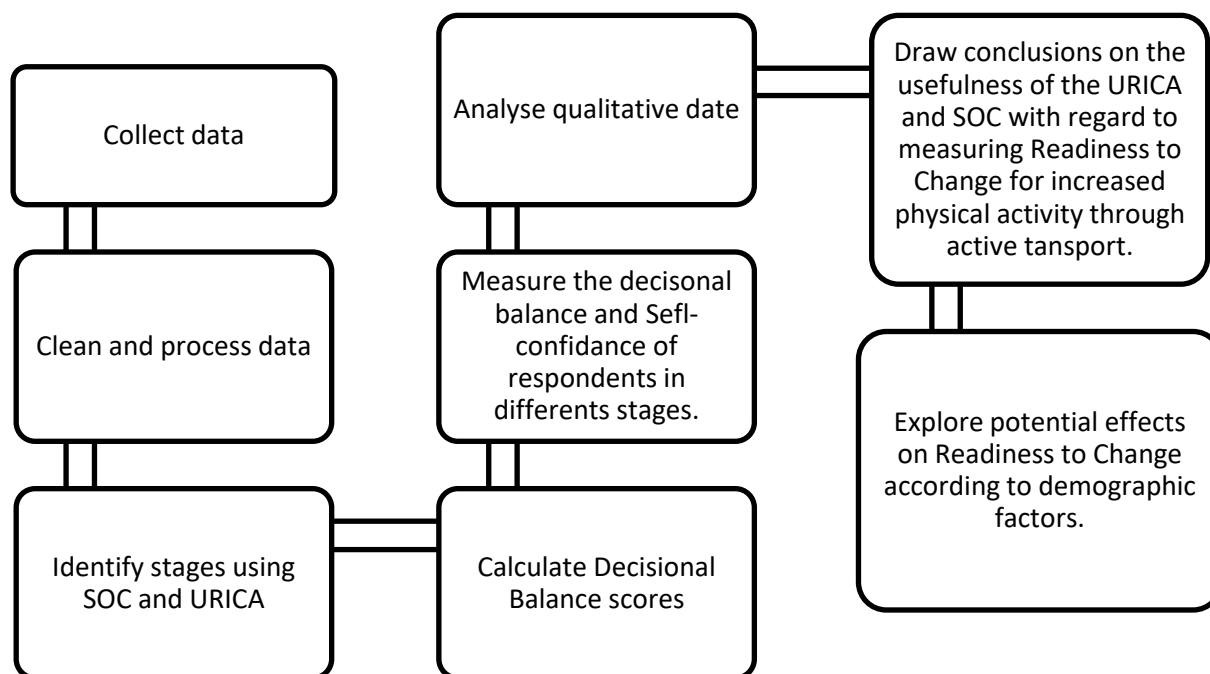 Collect data
Clean and process data
Identify stages using
SOC and URICA
Calculate Decisional
Balance scores
Measure the decisonal
balance and Sefl-
confidance of
respondents in
differents stages.
Analyse qualitative date
Draw conclusions on the
usefulness of the URICA
and SOC with regard to
measuring Readiness to
Change for increased
physical activity through
active tansport.
Explore potential effects
on Readiness to Change
according to demographic
factors.